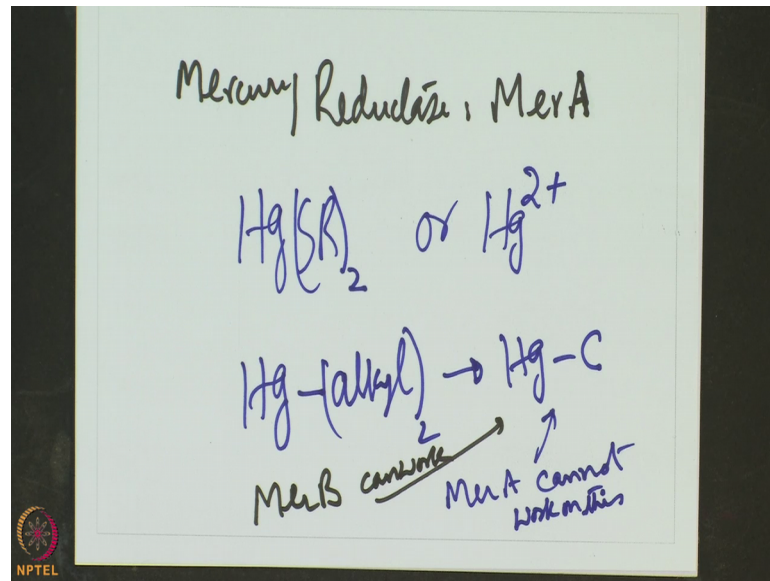 Mercury Reductase, MerA
Hg(SR)2 or Hg2+
Hg-(alkyl)2 → Hg-C
MerB can work
MerA cannot
work on this
NPTEL